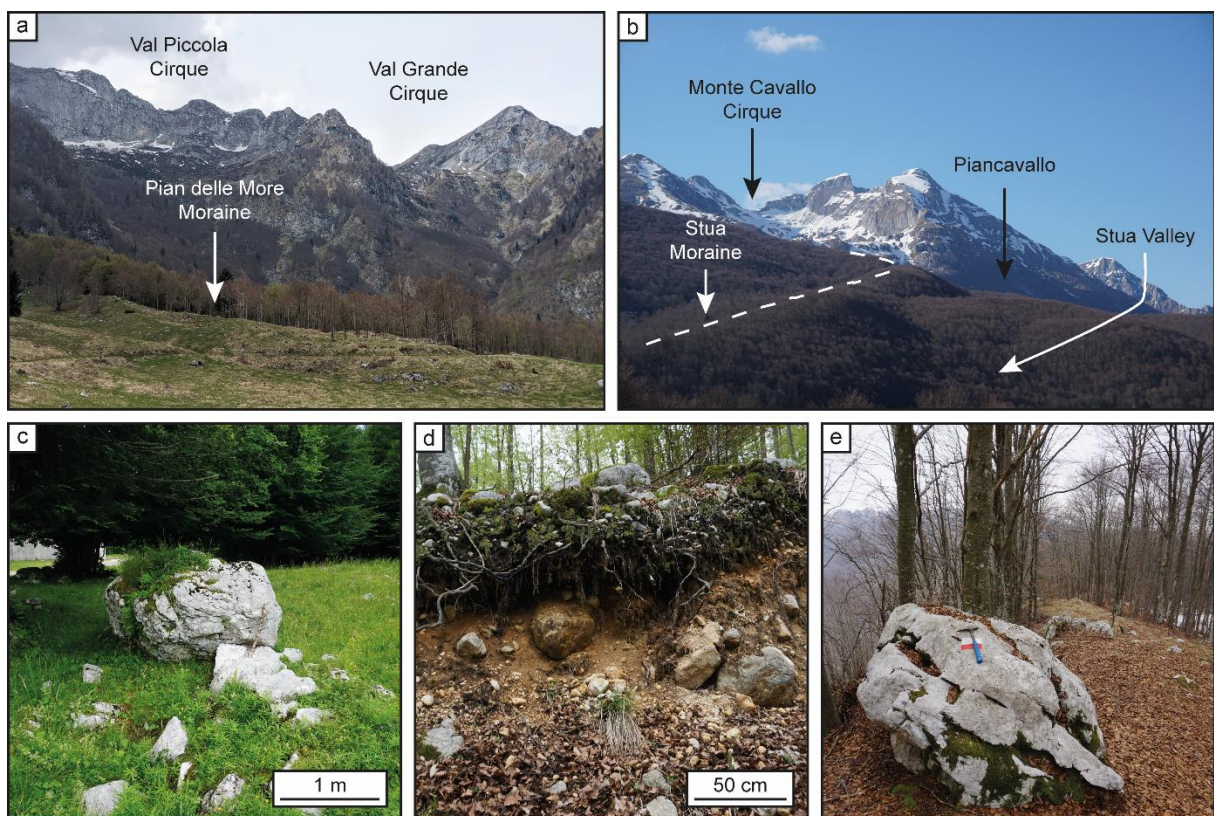 a
Val Piccola
Cirque
Val Grande
Cirque
Pian delle More
Moraine
b
Monte Cavallo
Cirque
Piancavallo
Stua
Moraine
Stua Valley
c
1 m
d
50 cm
e